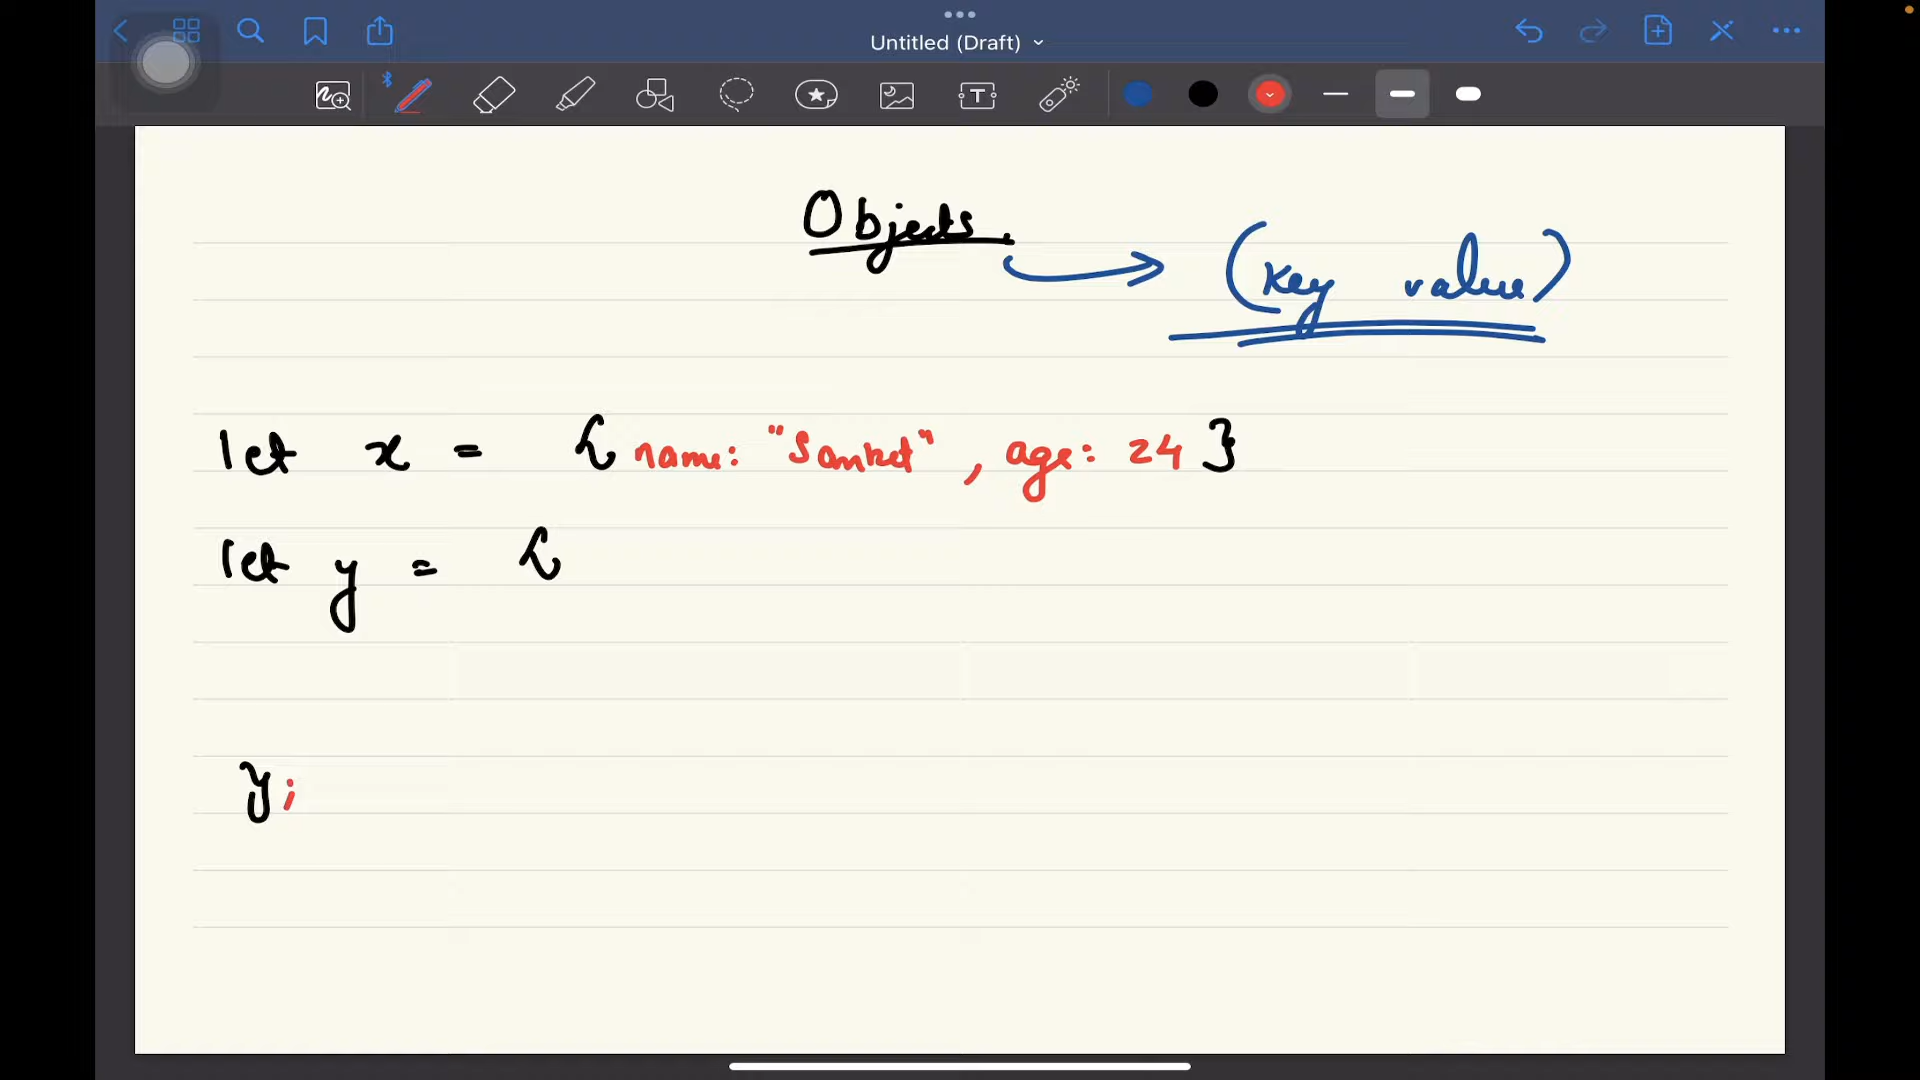 Untitled (Draft)
Objects.
(key value)
let x = { name: "Sanket", age: 24 }
let y = {
};